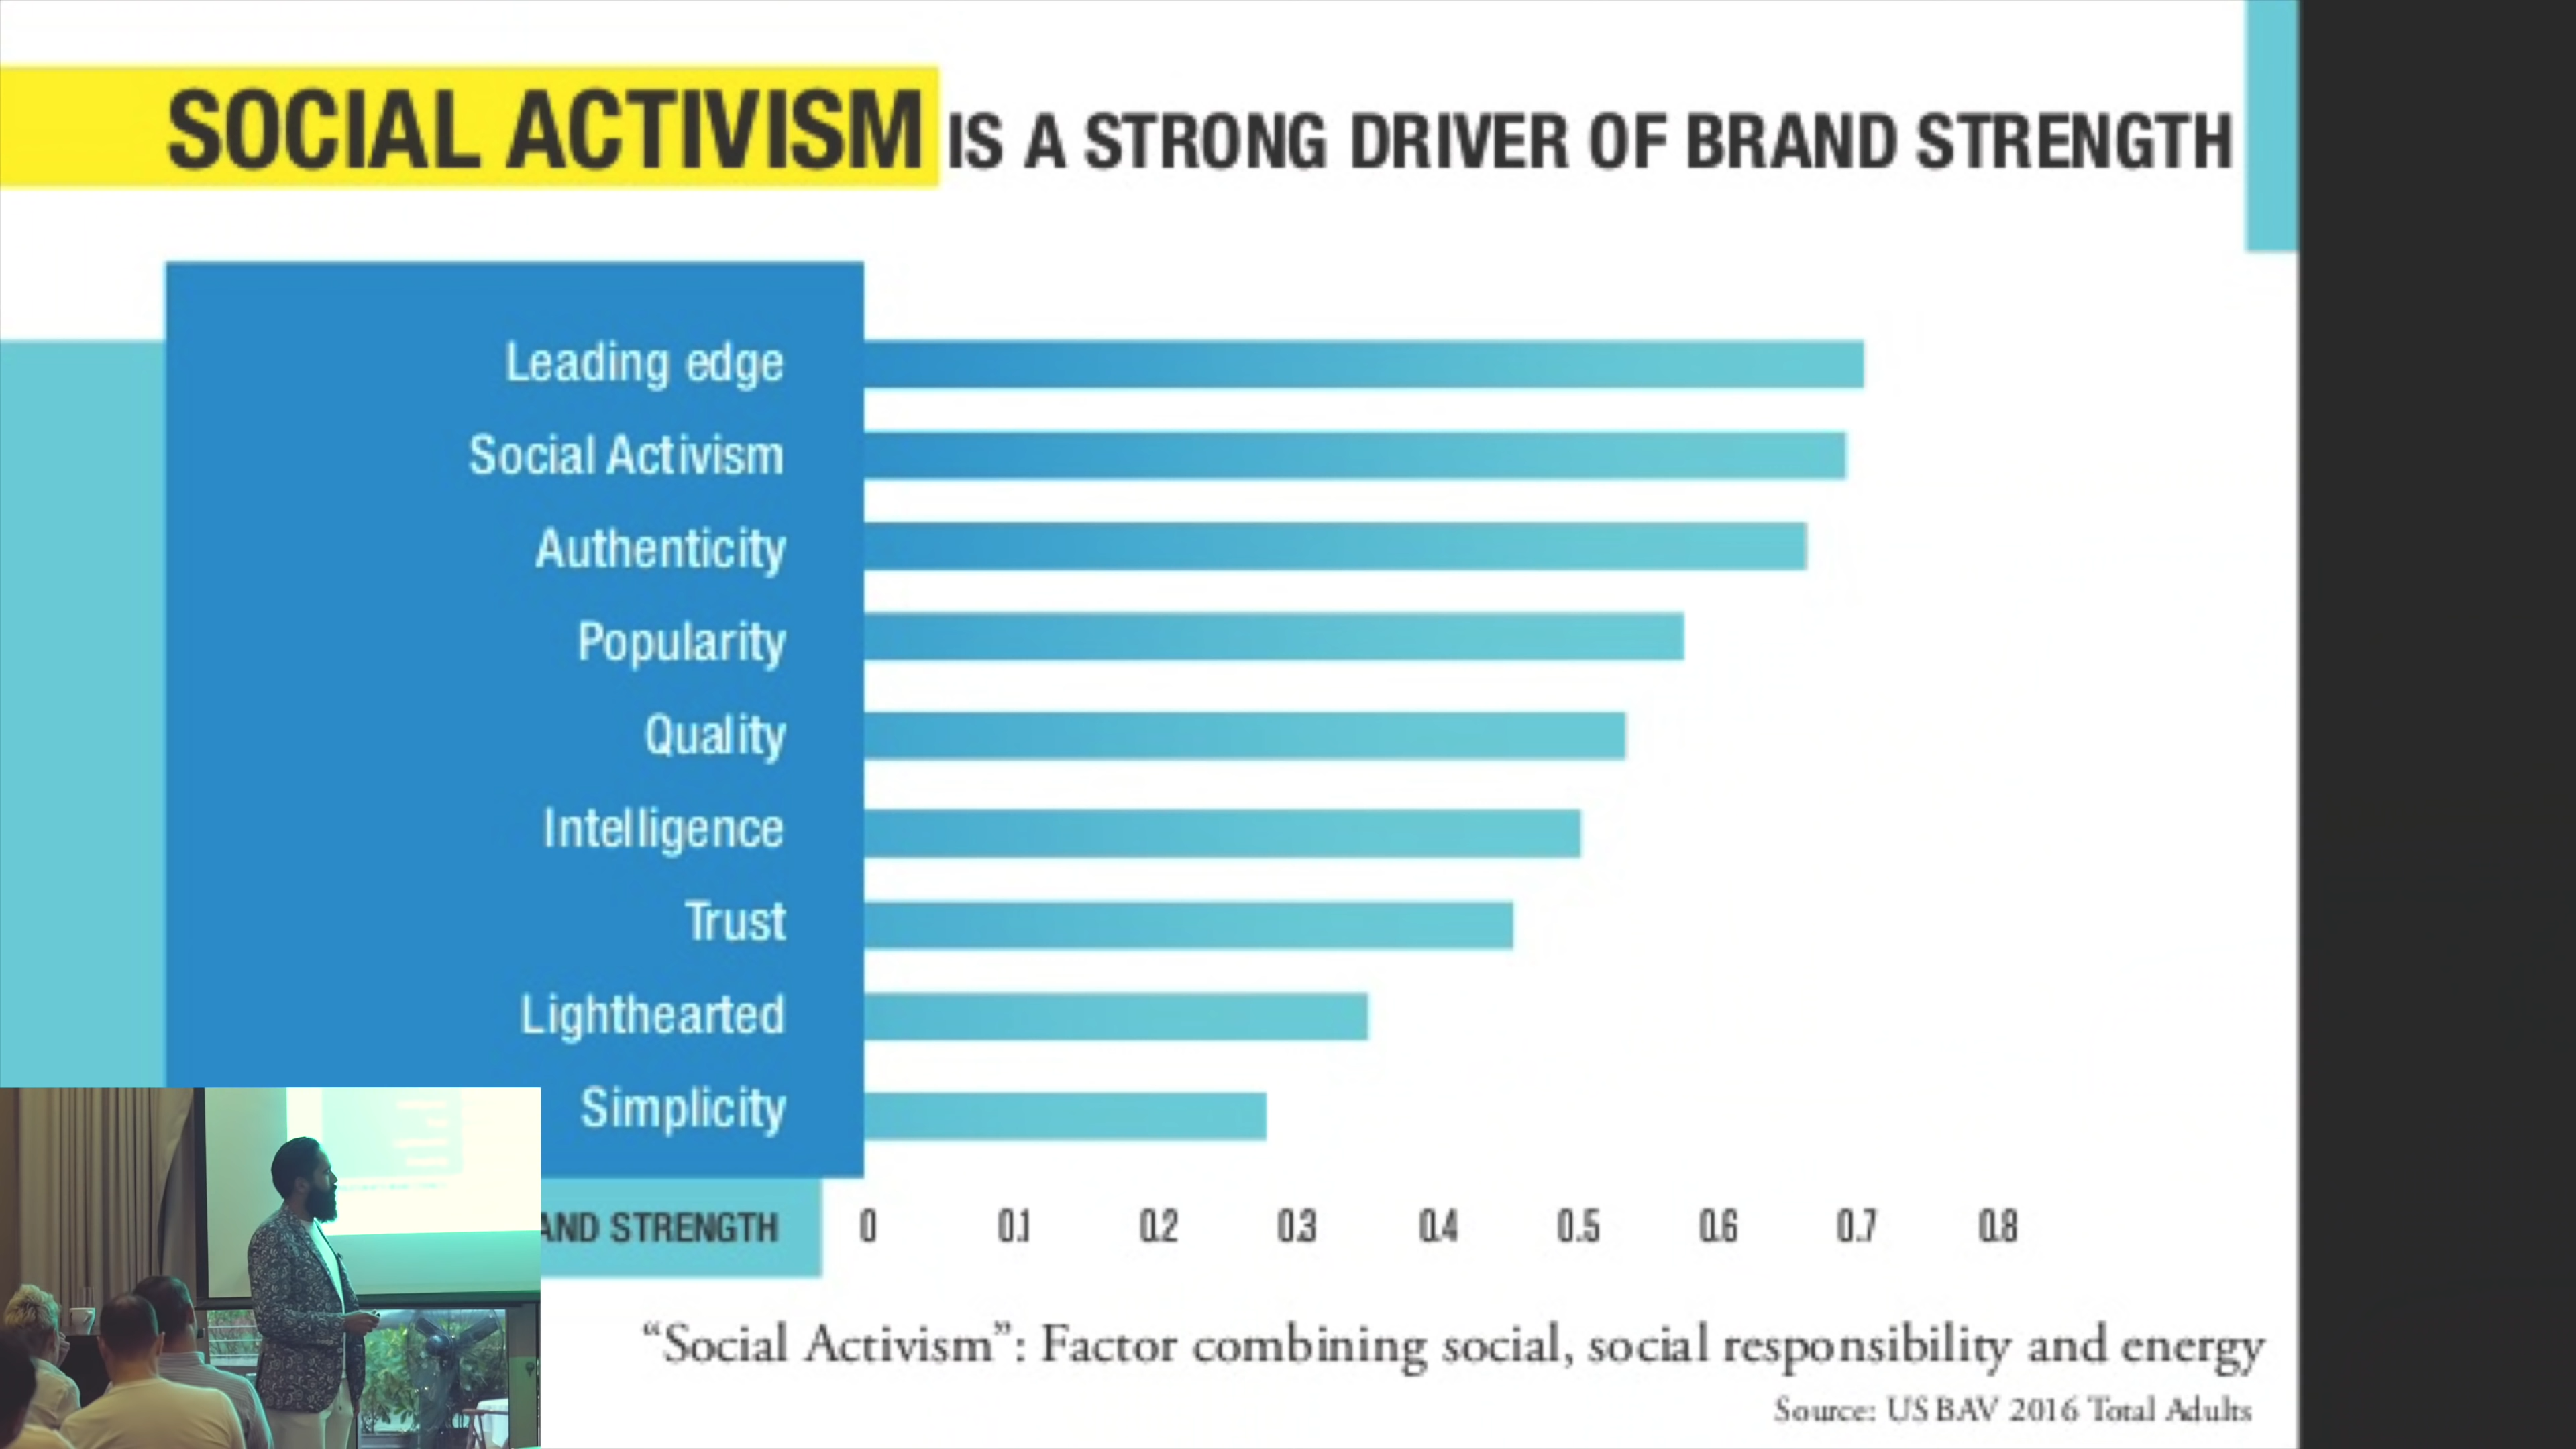 SOCIAL ACTIVISM IS A STRONG DRIVER OF BRAND STRENGTH
Leading edge
Social Activism
Authenticity
Popularity
Quality
Intelligence
Trust
Lighthearted
Simplicity
STRENGTH 0 0.1 0.2 0.3 0.4 0.5 0.6 0.7 0.8
“Social Activism”: Factor combining social, social responsibility and energy
Source: US BAV 2016 Total Adults